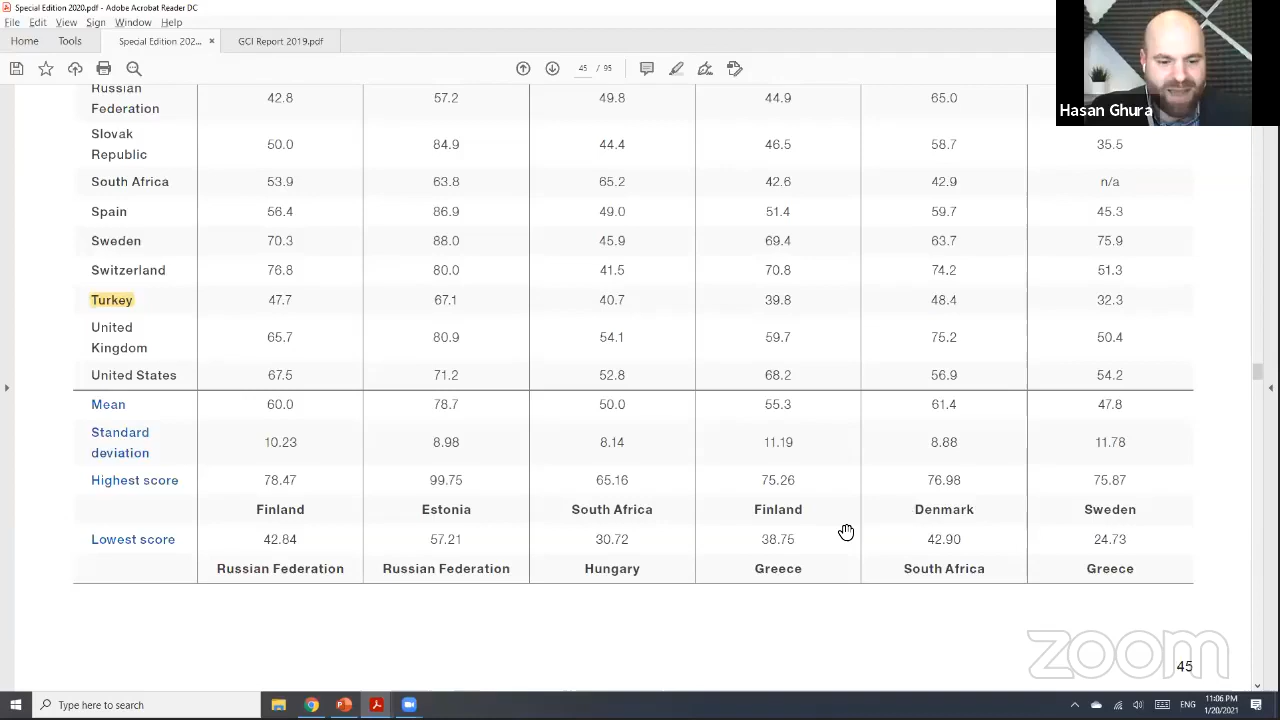 Special Edition 2020.pdf - Adobe Acrobat Reader DC
File Edit View Sign Window Help
Home Tools Special Edition 202... × GCI Report 2019.pdf
45
Hasan Ghura
Russian Federation 42.8 57.2 49.8 44.8 65.0
Slovak Republic 50.0 84.9 44.4 46.5 58.7 35.5
South Africa 53.9 63.8 65.2 42.6 42.9 n/a
Spain 56.4 86.9 49.0 51.4 59.7 45.3
Sweden 70.3 88.0 45.9 69.4 63.7 75.9
Switzerland 76.8 80.0 41.5 70.8 74.2 51.3
Turkey 47.7 67.1 40.7 39.8 48.4 32.3
United Kingdom 65.7 80.9 54.1 59.7 75.2 50.4
United States 67.5 71.2 52.8 68.2 56.9 54.2
Mean 60.0 78.7 50.0 55.3 61.4 47.8
Standard deviation 10.23 8.98 8.14 11.19 8.88 11.78
Highest score 78.47 99.75 65.16 75.26 76.98 75.87
Finland Estonia South Africa Finland Denmark Sweden
Lowest score 42.84 57.21 30.72 38.75 42.90 24.73
Russian Federation Russian Federation Hungary Greece South Africa Greece
zoom
45
Type here to search
ENG
11:06 PM
1/20/2021